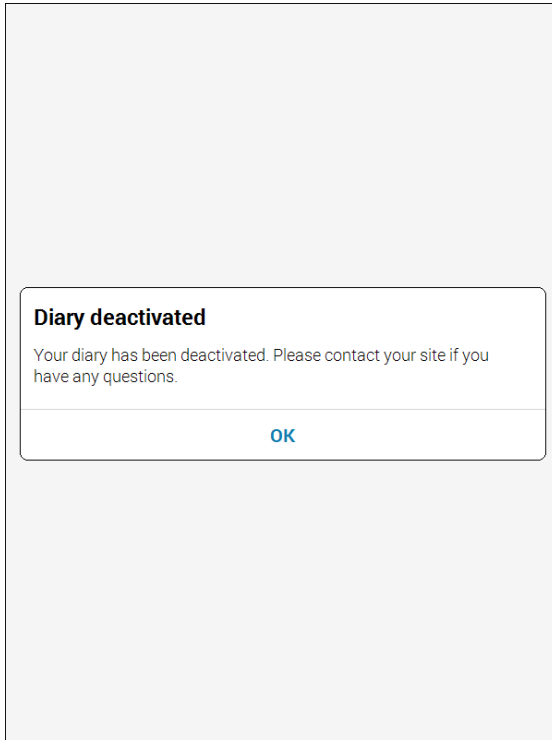 Diary deactivated
Your diary has been deactivated. Please contact your site if you
have any questions.
OK